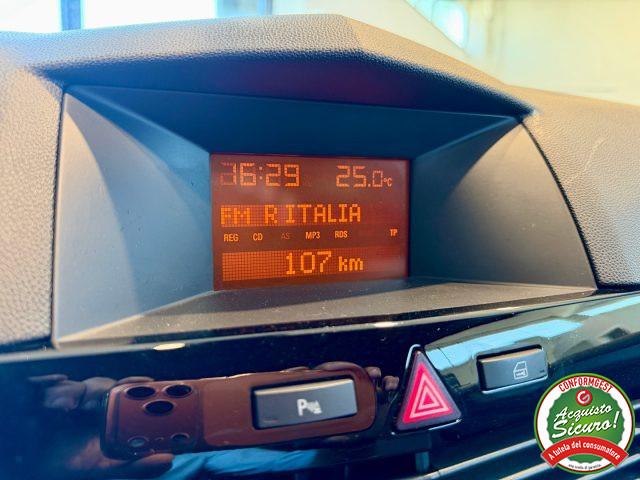 16:29 25.0°C
FM R ITALIA
REG CD AS MP3 RDS TP
107 km
P
CONFORMGEST
Acquisto
Sicuro!
A tutela del consumatore